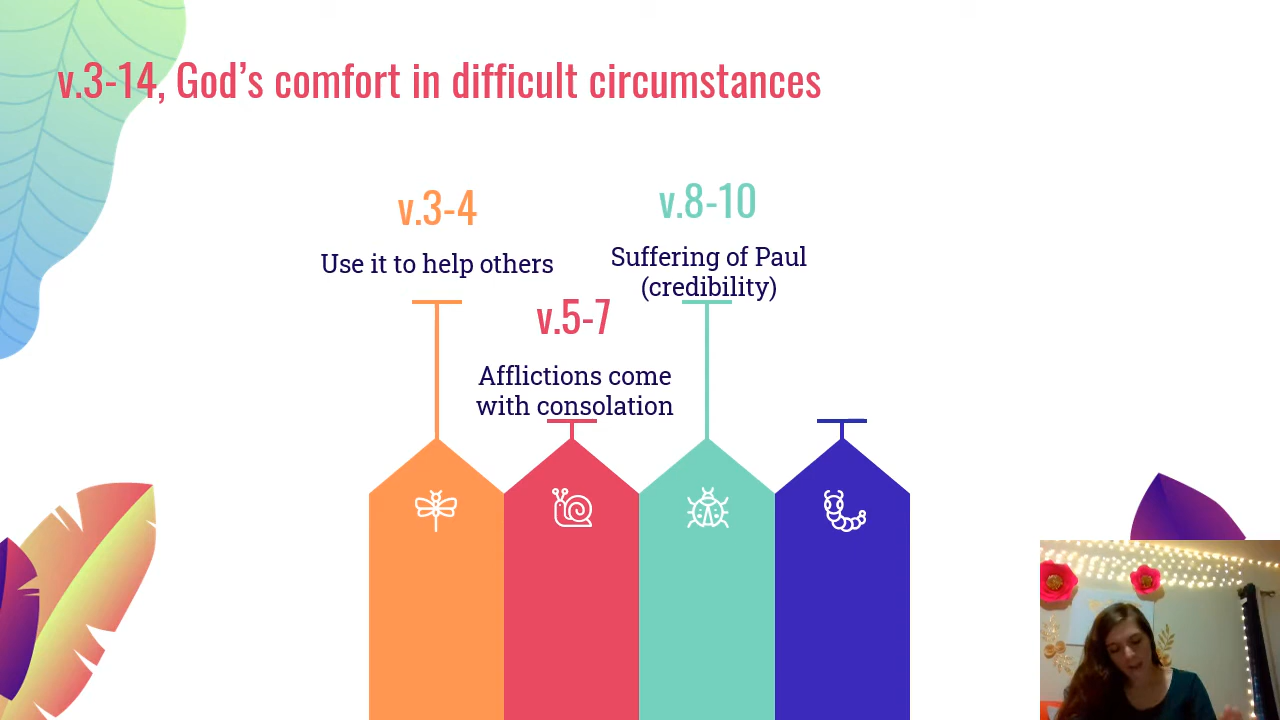 v.3-14, God’s comfort in difficult circumstances
v.3-4
Use it to help others
v.5-7
Afflictions come
with consolation
v.8-10
Suffering of Paul
(credibility)